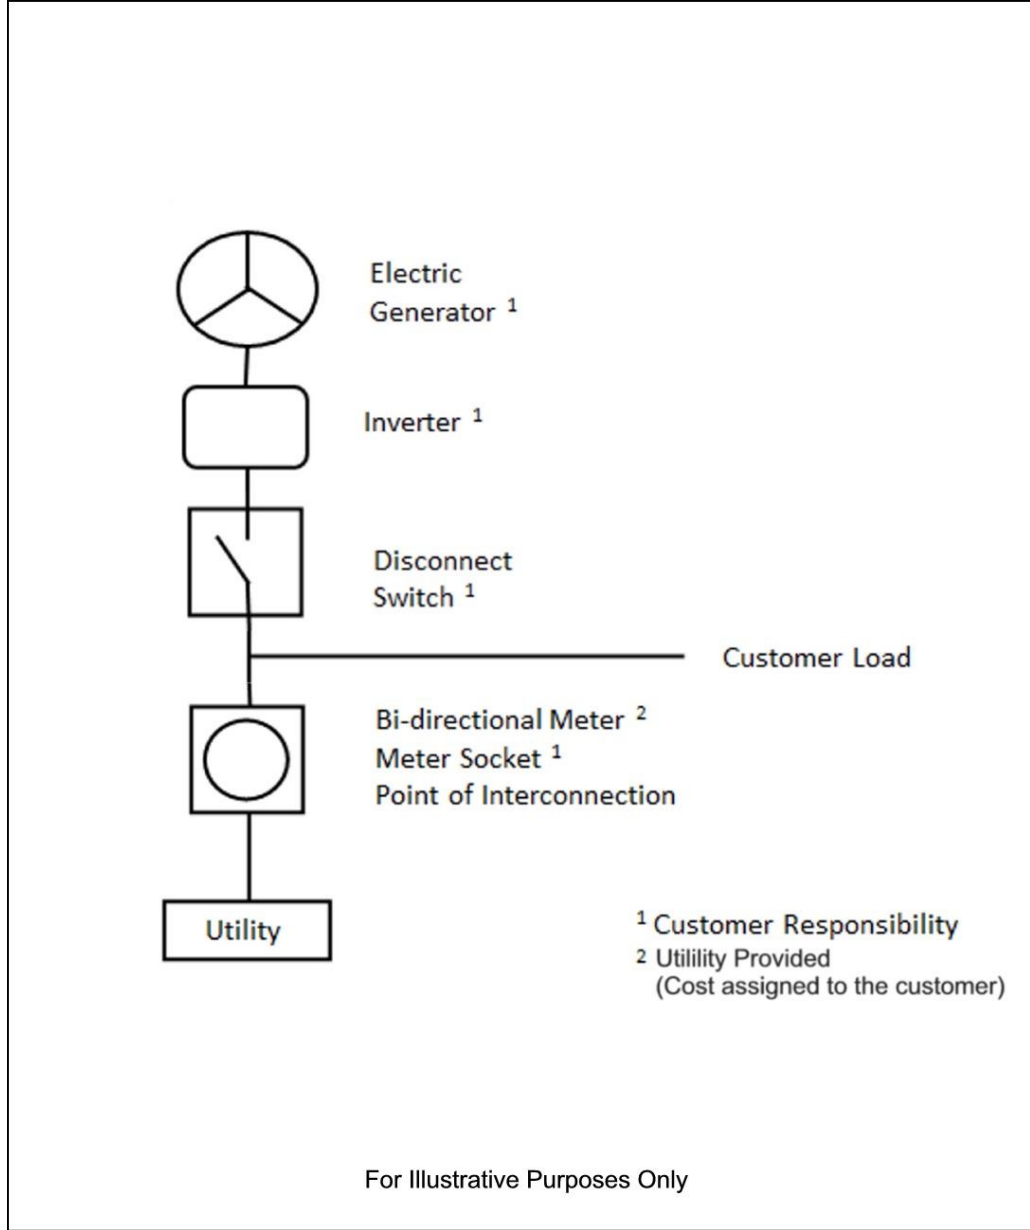 Electric
Generator ¹
Inverter ¹
Disconnect
Switch ¹
Customer Load
Bi-directional Meter ²
Meter Socket ¹
Point of Interconnection
Utility
¹ Customer Responsibility
² Utilility Provided
(Cost assigned to the customer)
For Illustrative Purposes Only